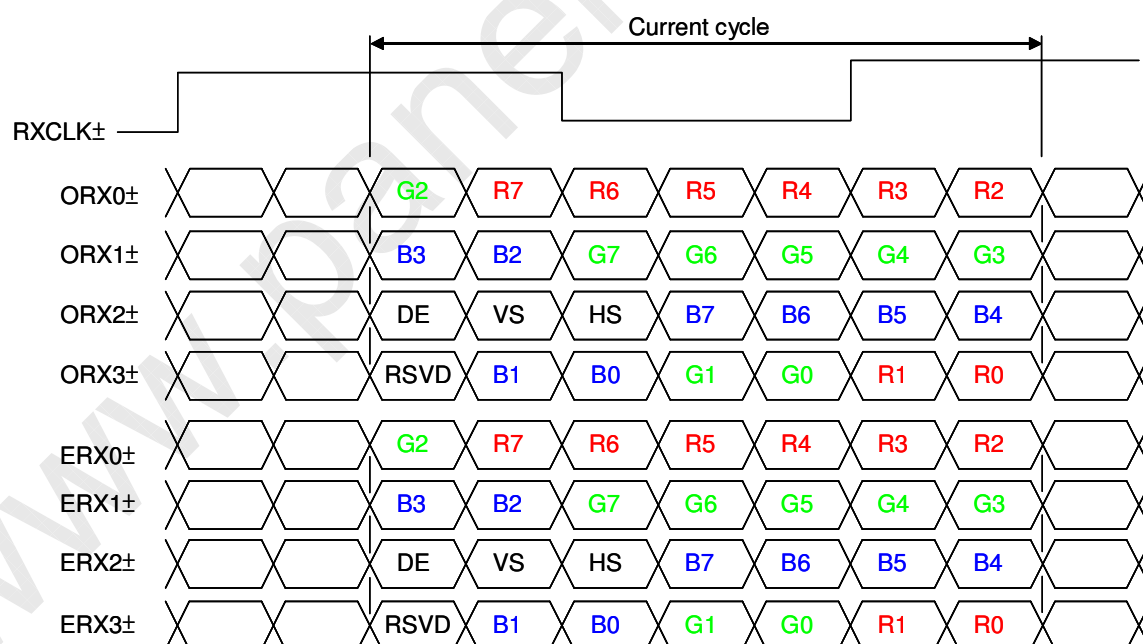 Current cycle
RXCLK±
ORX0± G2 R7 R6 R5 R4 R3 R2
ORX1± B3 B2 G7 G6 G5 G4 G3
ORX2± DE VS HS B7 B6 B5 B4
ORX3± RSVD B1 B0 G1 G0 R1 R0
ERX0± G2 R7 R6 R5 R4 R3 R2
ERX1± B3 B2 G7 G6 G5 G4 G3
ERX2± DE VS HS B7 B6 B5 B4
ERX3± RSVD B1 B0 G1 G0 R1 R0
www.pane